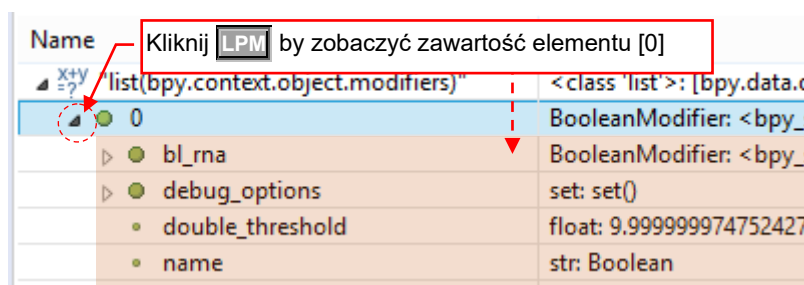 Name
Kliknij LPM by zobaczyć zawartość elementu [0]
X+y =? "list(bpy.context.object.modifiers)" <class 'list'>: [bpy.data.o
0 BooleanModifier: <bpy_
bl_rna BooleanModifier: <bpy_
debug_options set: set()
double_threshold float: 9.999999974752427
name str: Boolean